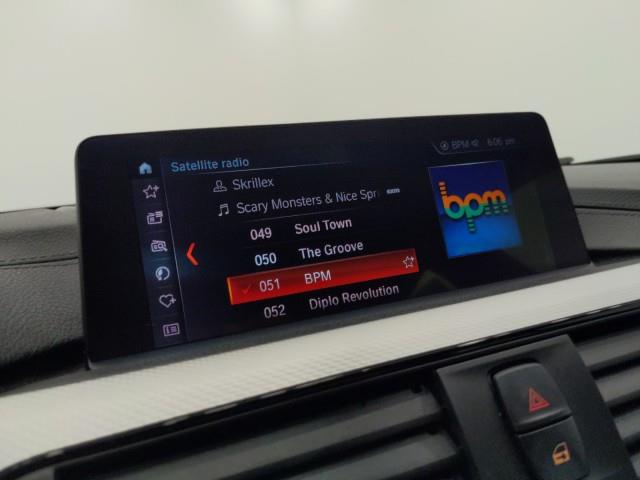 BPM 6:06 pm
Satellite radio
Skrillex
Scary Monsters & Nice Spr
049 Soul Town
050 The Groove
051 BPM
052 Diplo Revolution
bpm